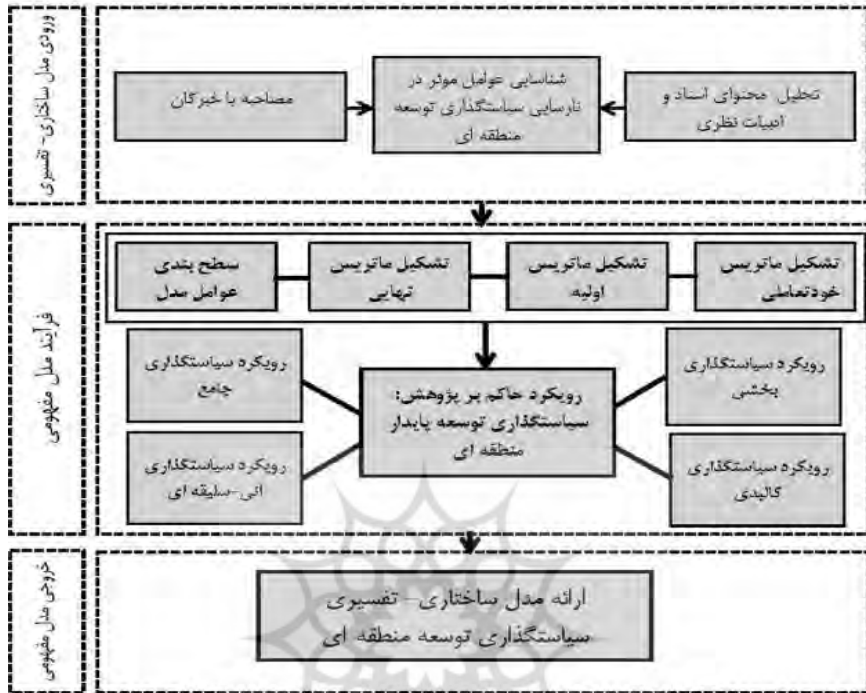 ورودی مدل ساختاری- تفسیری
تحلیل محتوای اسناد و
ادبیات نظری
شناسایی عوامل موثر در
نارسایی سیاستگذاری توسعه
منطقه ای
مصاحبه با خبرگان
فرآیند مدل مفهومی
تشکیل ماتریس
خودتعاملی
تشکیل ماتریس
اولیه
تشکیل ماتریس
نهایی
سطح بندی
عوامل مدل
رویکرد سیاستگذاری
بخشی
رویکرد سیاستگذاری
کالبدی
رویکرد حاکم بر پژوهش:
سیاستگذاری توسعه پایدار
منطقه ای
رویکرد سیاستگذاری
جامع
رویکرد سیاستگذاری
آنی-سلیقه ای
خروجی مدل مفهومی
ارائه مدل ساختاری- تفسیری
سیاستگذاری توسعه منطقه ای